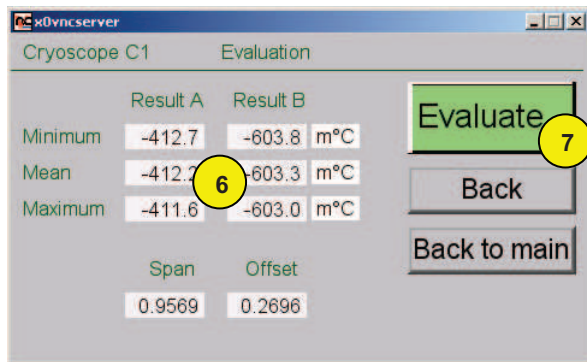 nc x0vncserver
Cryoscope C1 Evaluation
Result A Result B
Minimum -412.7 -603.8 m°C
Mean -412.2 -603.3 m°C
Maximum -411.6 -603.0 m°C
Span Offset
0.9569 0.2696
Evaluate
Back
Back to main
6
7